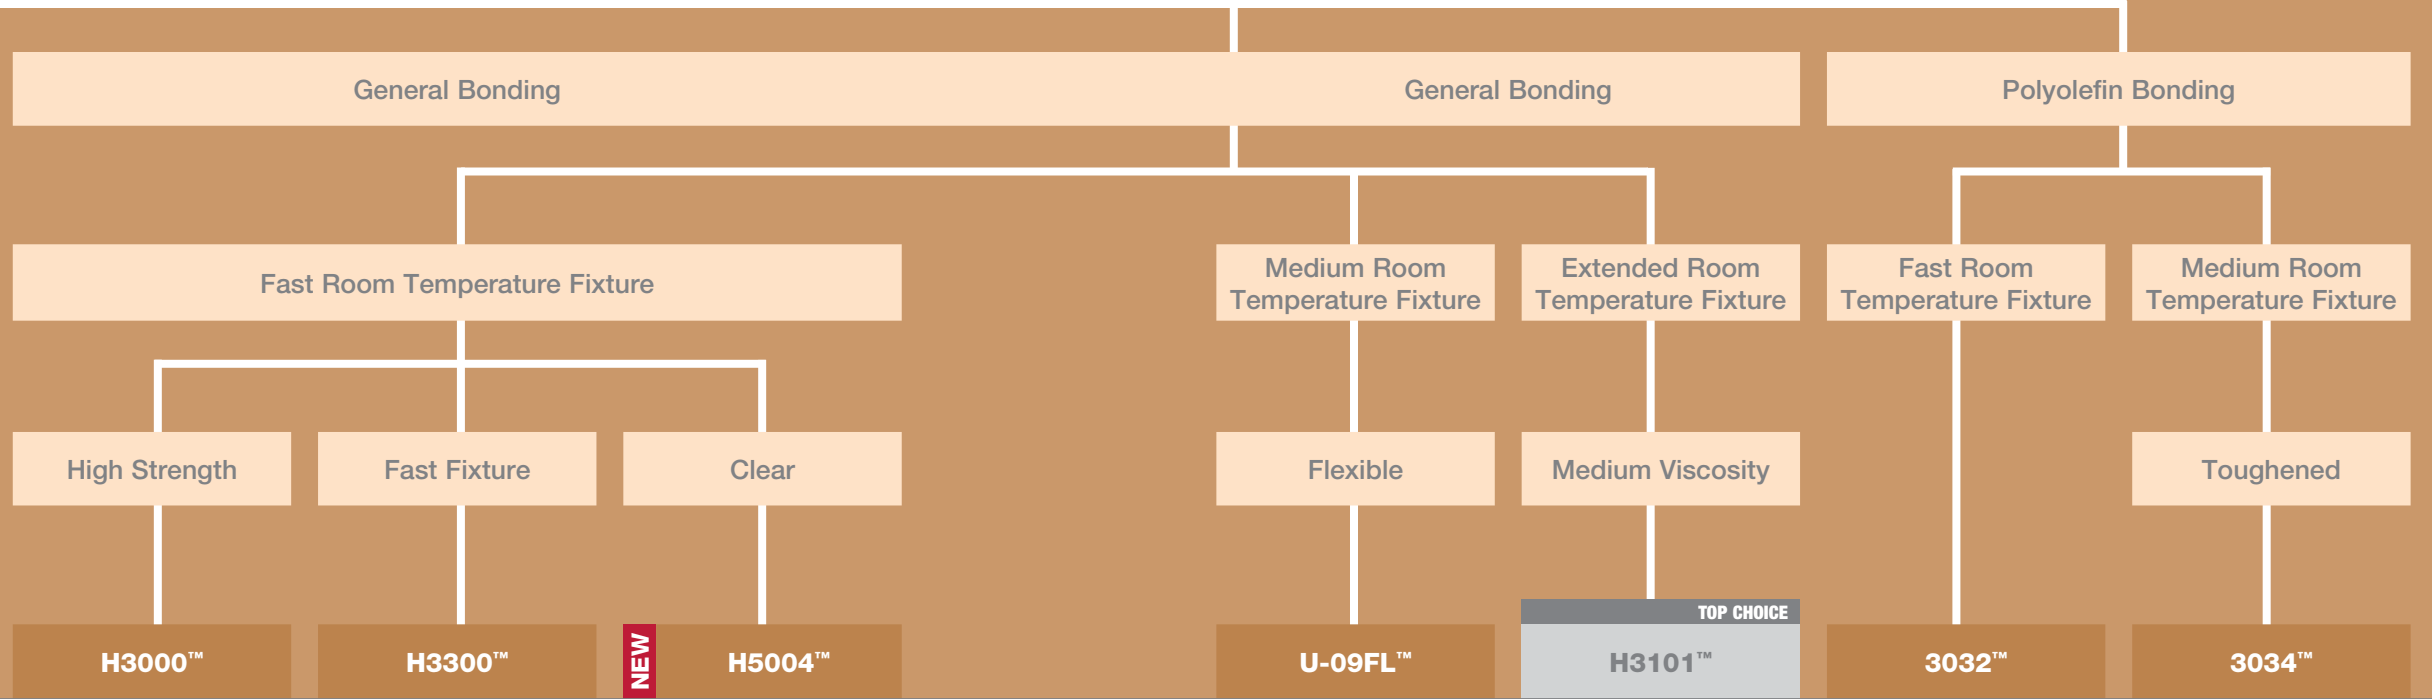 General Bonding
General Bonding
Polyolefin Bonding
Fast Room Temperature Fixture
Medium Room
Temperature Fixture
Extended Room
Temperature Fixture
Fast Room
Temperature Fixture
Medium Room
Temperature Fixture
High Strength
Fast Fixture
Clear
Flexible
Medium Viscosity
Toughened
H3000™
H3300™
NEW
H5004™
U-09FL™
TOP CHOICE
H3101™
3032™
3034™